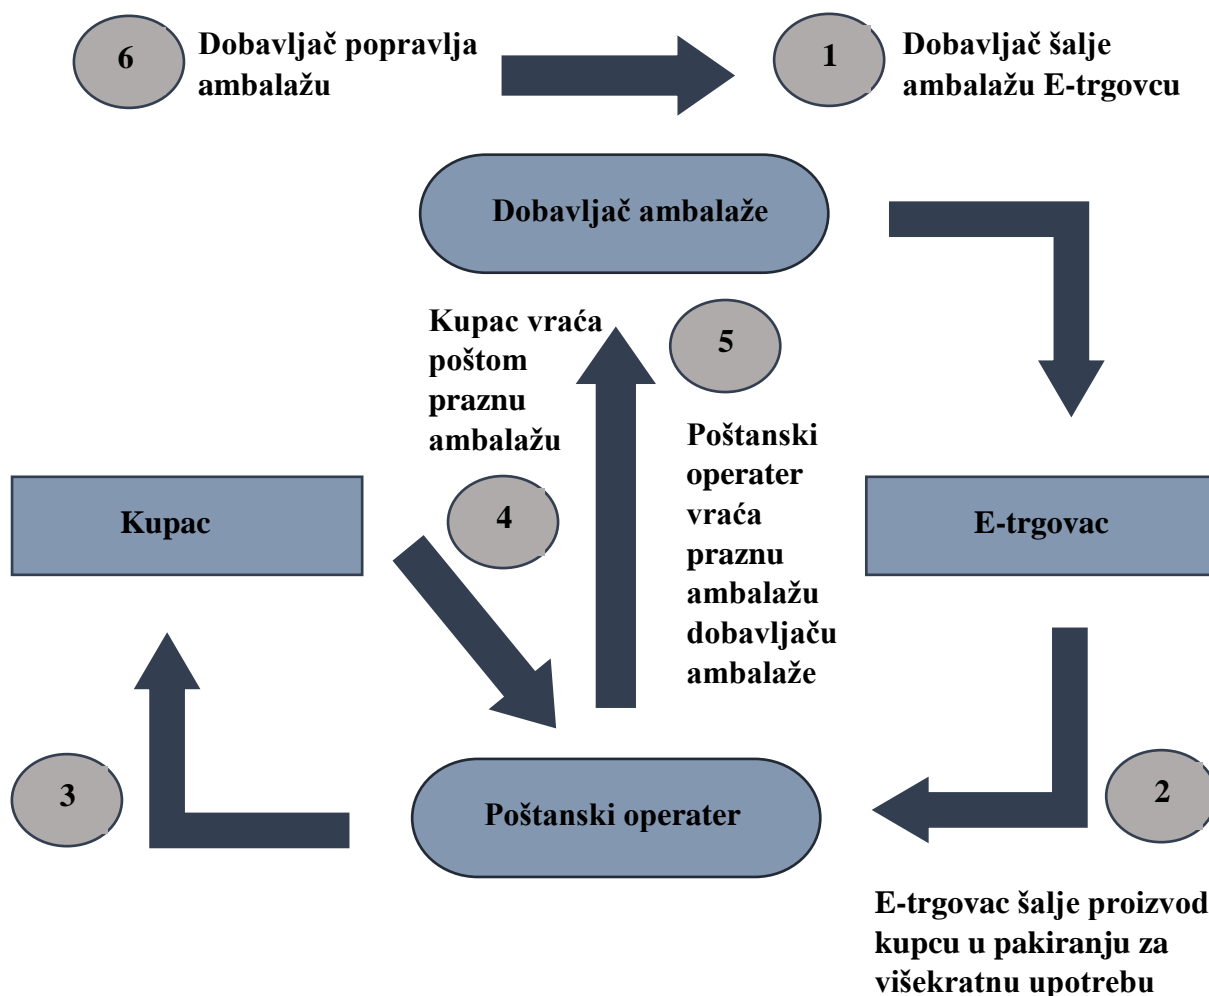 6
Dobavljač popravlja
ambalažu
1
Dobavljač šalje
ambalažu E-trgovcu
Dobavljač ambalaže
Kupac vraća
poštom
praznu
ambalažu
5
Poštanski
operater
vraća
praznu
ambalažu
dobavljaču
ambalaže
Kupac
4
E-trgovac
3
Poštanski operater
2
E-trgovac šalje proizvod
kupcu u pakiranju za
višekratnu upotrebu